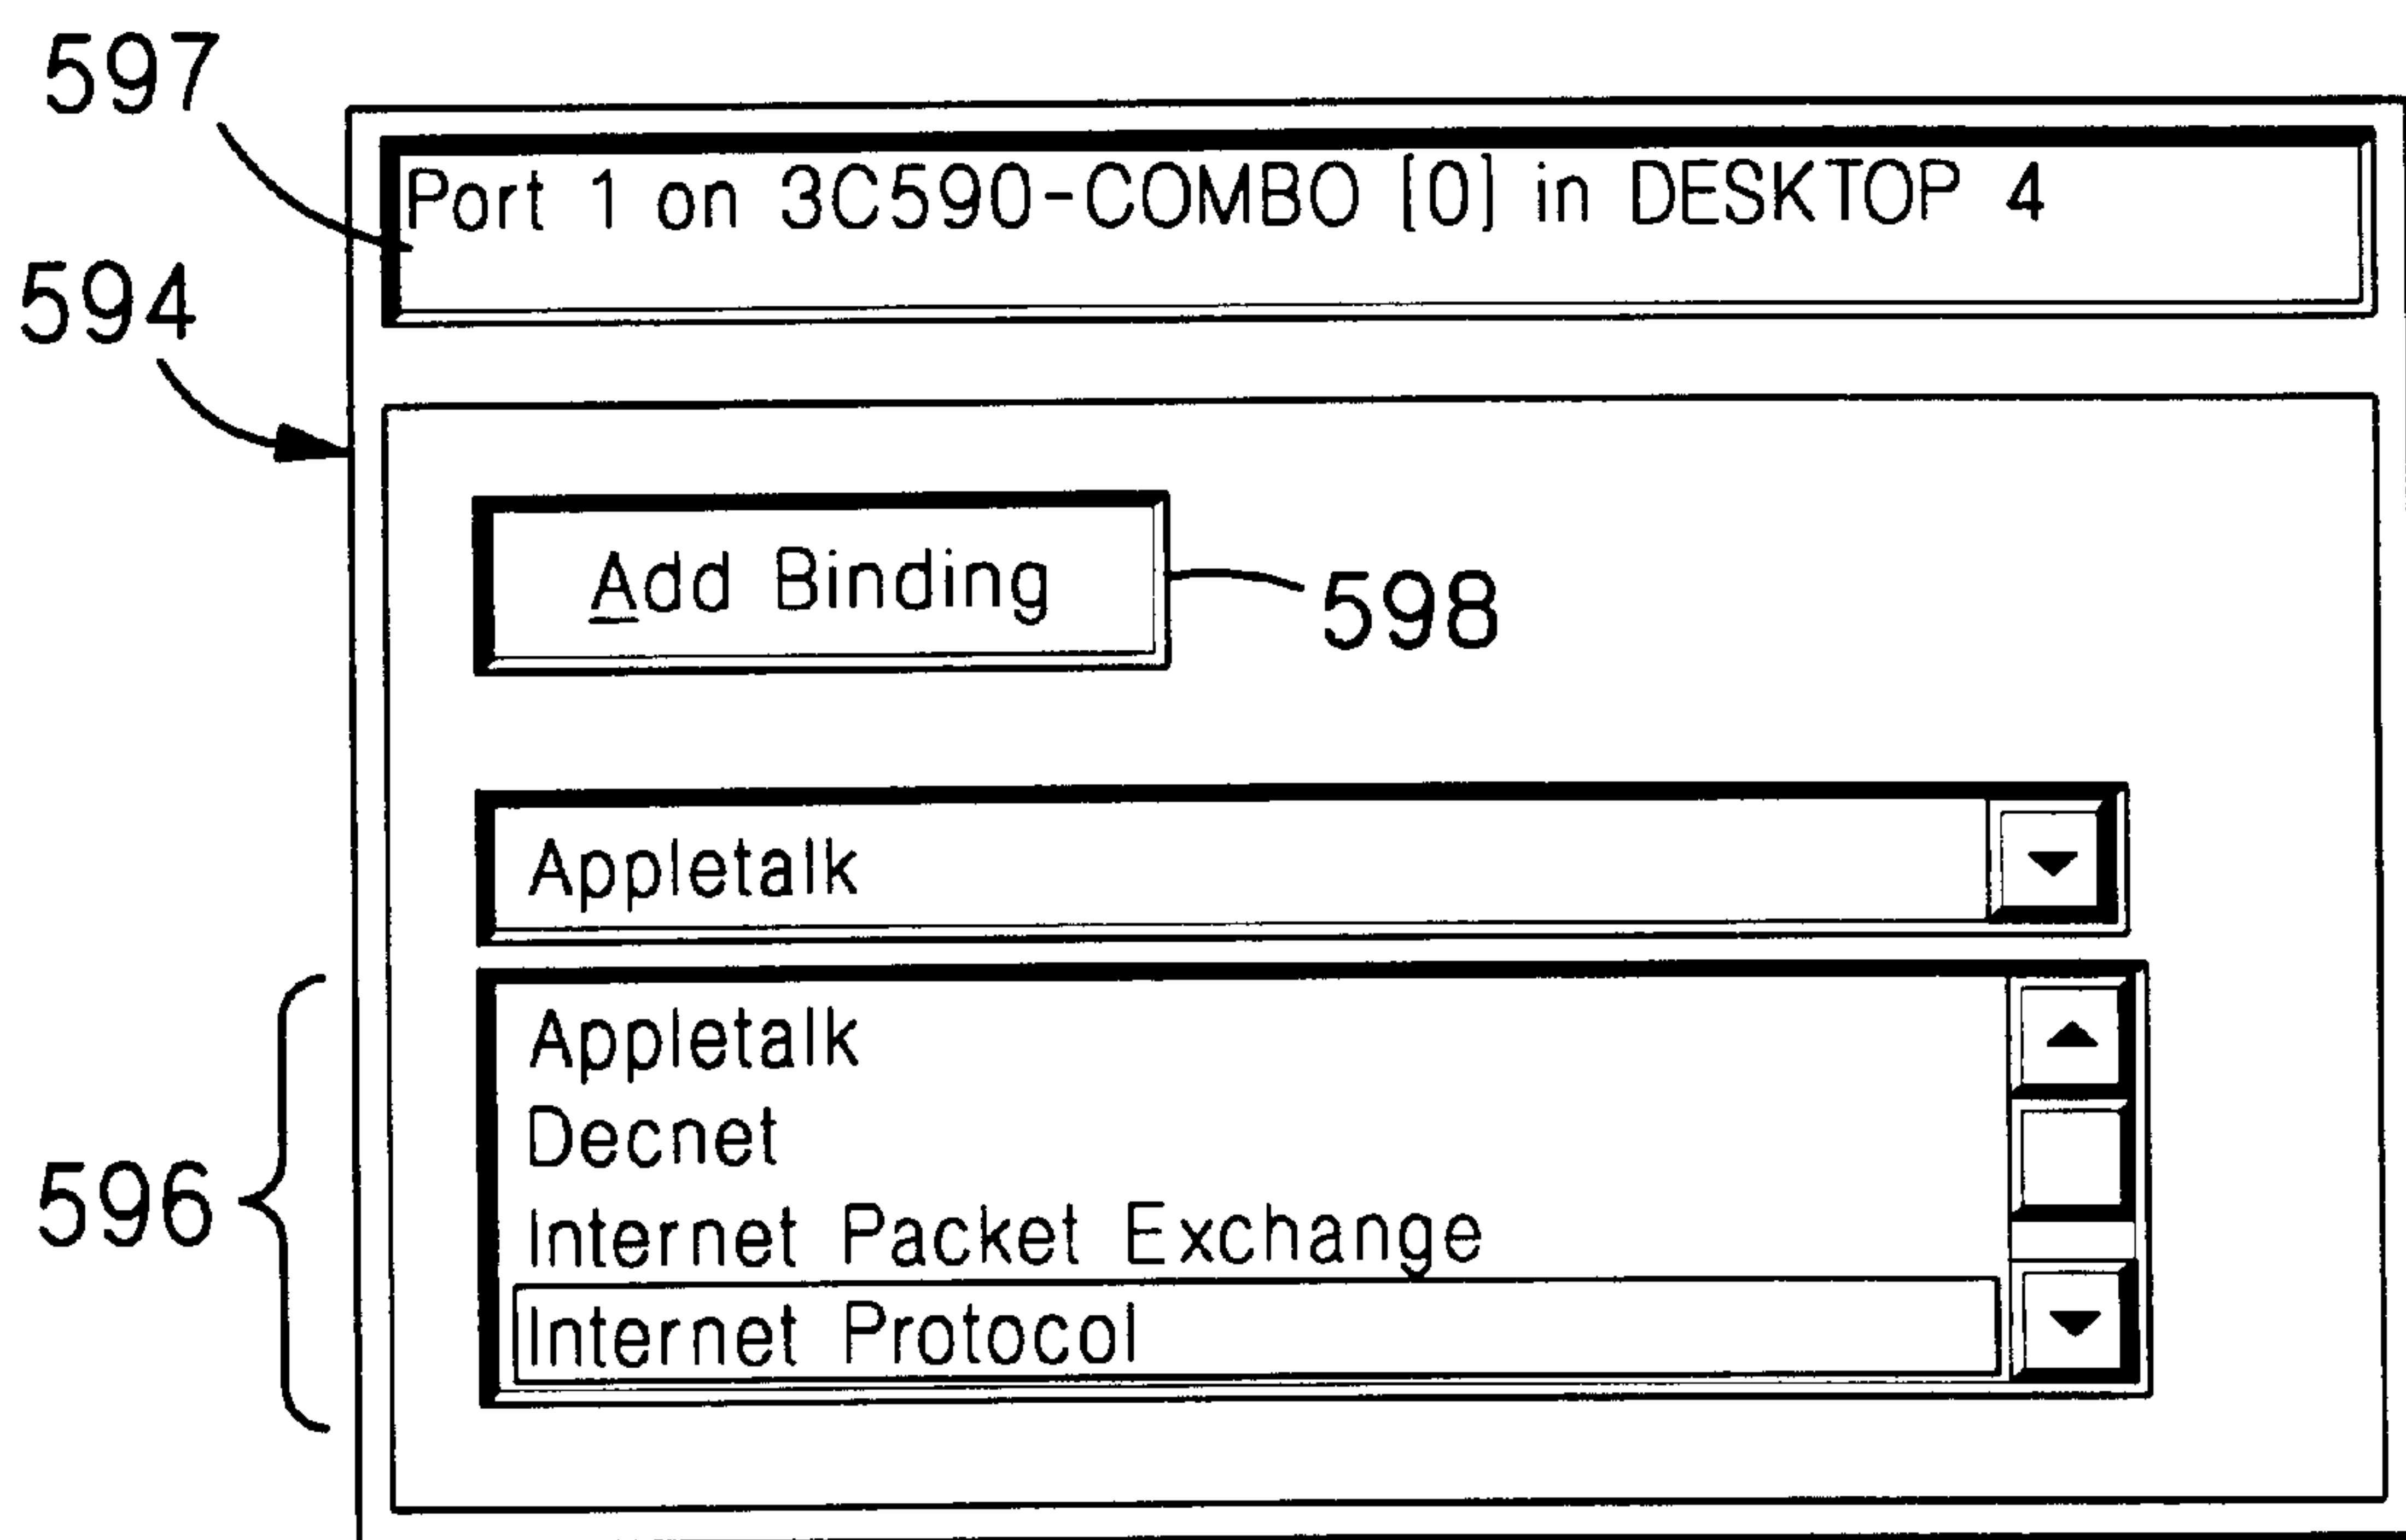 597
Port 1 on 3C590-COMBO [0] in DESKTOP 4
594
Add Binding
598
Appletalk
Appletalk
Decnet
596
Internet Packet Exchange
Internet Protocol